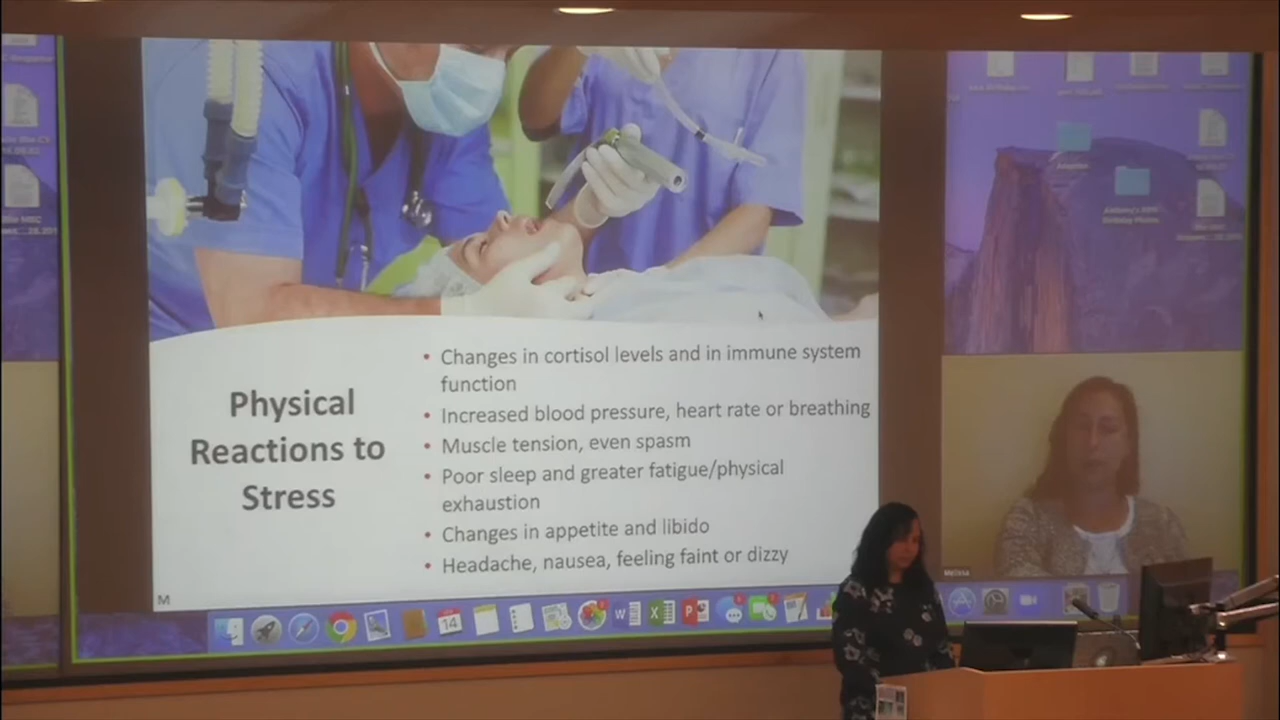 Physical
Reactions to
Stress
• Changes in cortisol levels and in immune system
function
• Increased blood pressure, heart rate or breathing
• Muscle tension, even spasm
• Poor sleep and greater fatigue/physical
exhaustion
• Changes in appetite and libido
• Headache, nausea, feeling faint or dizzy
M
Melissa
14